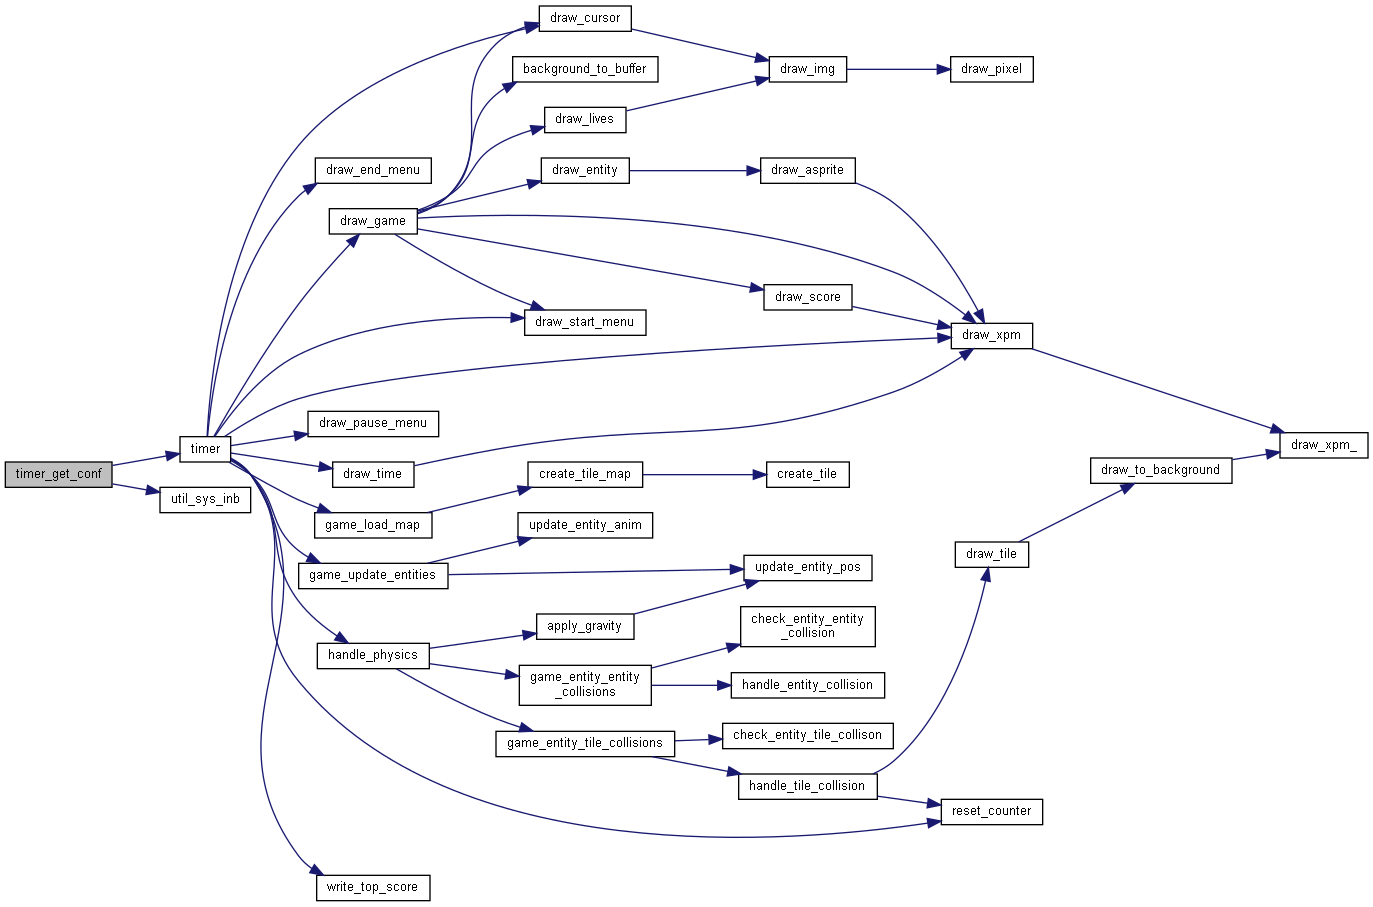 draw_cursor
background_to_buffer
draw_img
draw_pixel
draw_lives
draw_end_menu
draw_entity
draw_asprite
draw_game
draw_score
draw_start_menu
draw_xpm
draw_pause_menu
timer
draw_xpm_
timer_get_conf
draw_time
create_tile_map
create_tile
draw_to_background
util_sys_inb
game_load_map
update_entity_anim
draw_tile
game_update_entities
update_entity_pos
apply_gravity
check_entity_entity
_collision
handle_physics
game_entity_entity
_collisions
handle_entity_collision
game_entity_tile_collisions
check_entity_tile_collison
handle_tile_collision
reset_counter
write_top_score